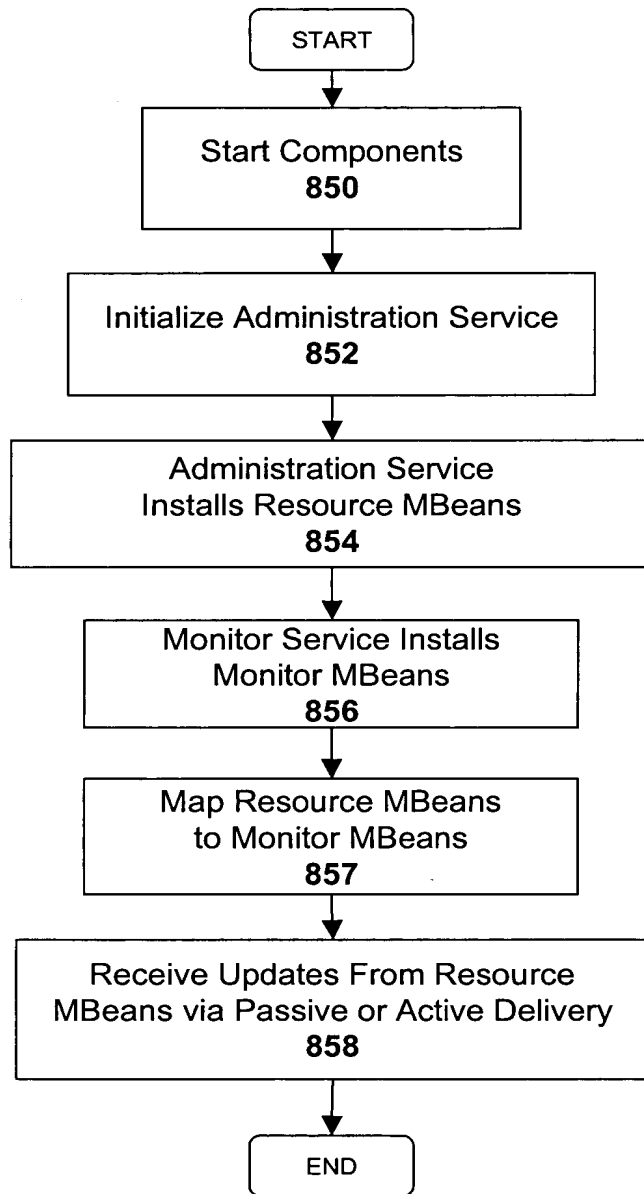 START
Start Components
850
Initialize Administration Service
852
Administration Service
Installs Resource MBeans
854
Monitor Service Installs
Monitor MBeans
856
Map Resource MBeans
to Monitor MBeans
857
Receive Updates From Resource
MBeans via Passive or Active Delivery
858
END